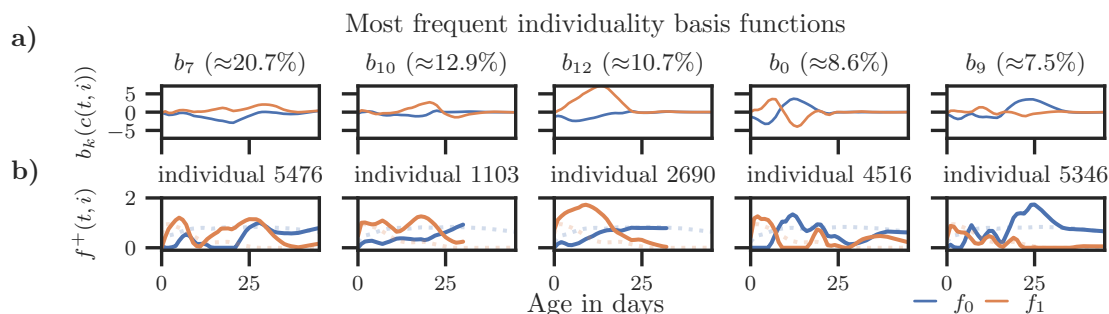 Most frequent individuality basis functions
a)
b₇ (≈20.7%) b₁₀ (≈12.9%) b₁₂ (≈10.7%) b₀ (≈8.6%) b₉ (≈7.5%)
bₖ(c(t, i))
5
0
−5
b)
individual 5476 individual 1103 individual 2690 individual 4516 individual 5346
f⁺(t, i)
2
0
0 25 0 25 0 25 0 25 0 25
Age in days
f₀ f₁